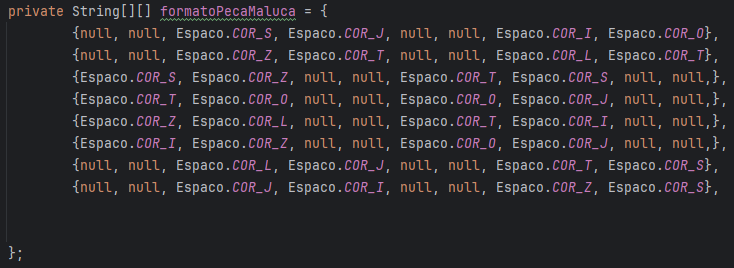 private String[][] formatoPecaMaluca = {
{null, null, Espaco.COR_S, Espaco.COR_J, null, null, Espaco.COR_I, Espaco.COR_O},
{null, null, Espaco.COR_Z, Espaco.COR_T, null, null, Espaco.COR_L, Espaco.COR_T},
{Espaco.COR_S, Espaco.COR_Z, null, null, Espaco.COR_T, Espaco.COR_S, null, null,},
{Espaco.COR_T, Espaco.COR_O, null, null, Espaco.COR_O, Espaco.COR_J, null, null,},
{Espaco.COR_Z, Espaco.COR_L, null, null, Espaco.COR_T, Espaco.COR_I, null, null,},
{Espaco.COR_I, Espaco.COR_Z, null, null, Espaco.COR_O, Espaco.COR_J, null, null,},
{null, null, Espaco.COR_L, Espaco.COR_J, null, null, Espaco.COR_T, Espaco.COR_S},
{null, null, Espaco.COR_J, Espaco.COR_I, null, null, Espaco.COR_Z, Espaco.COR_S},
};